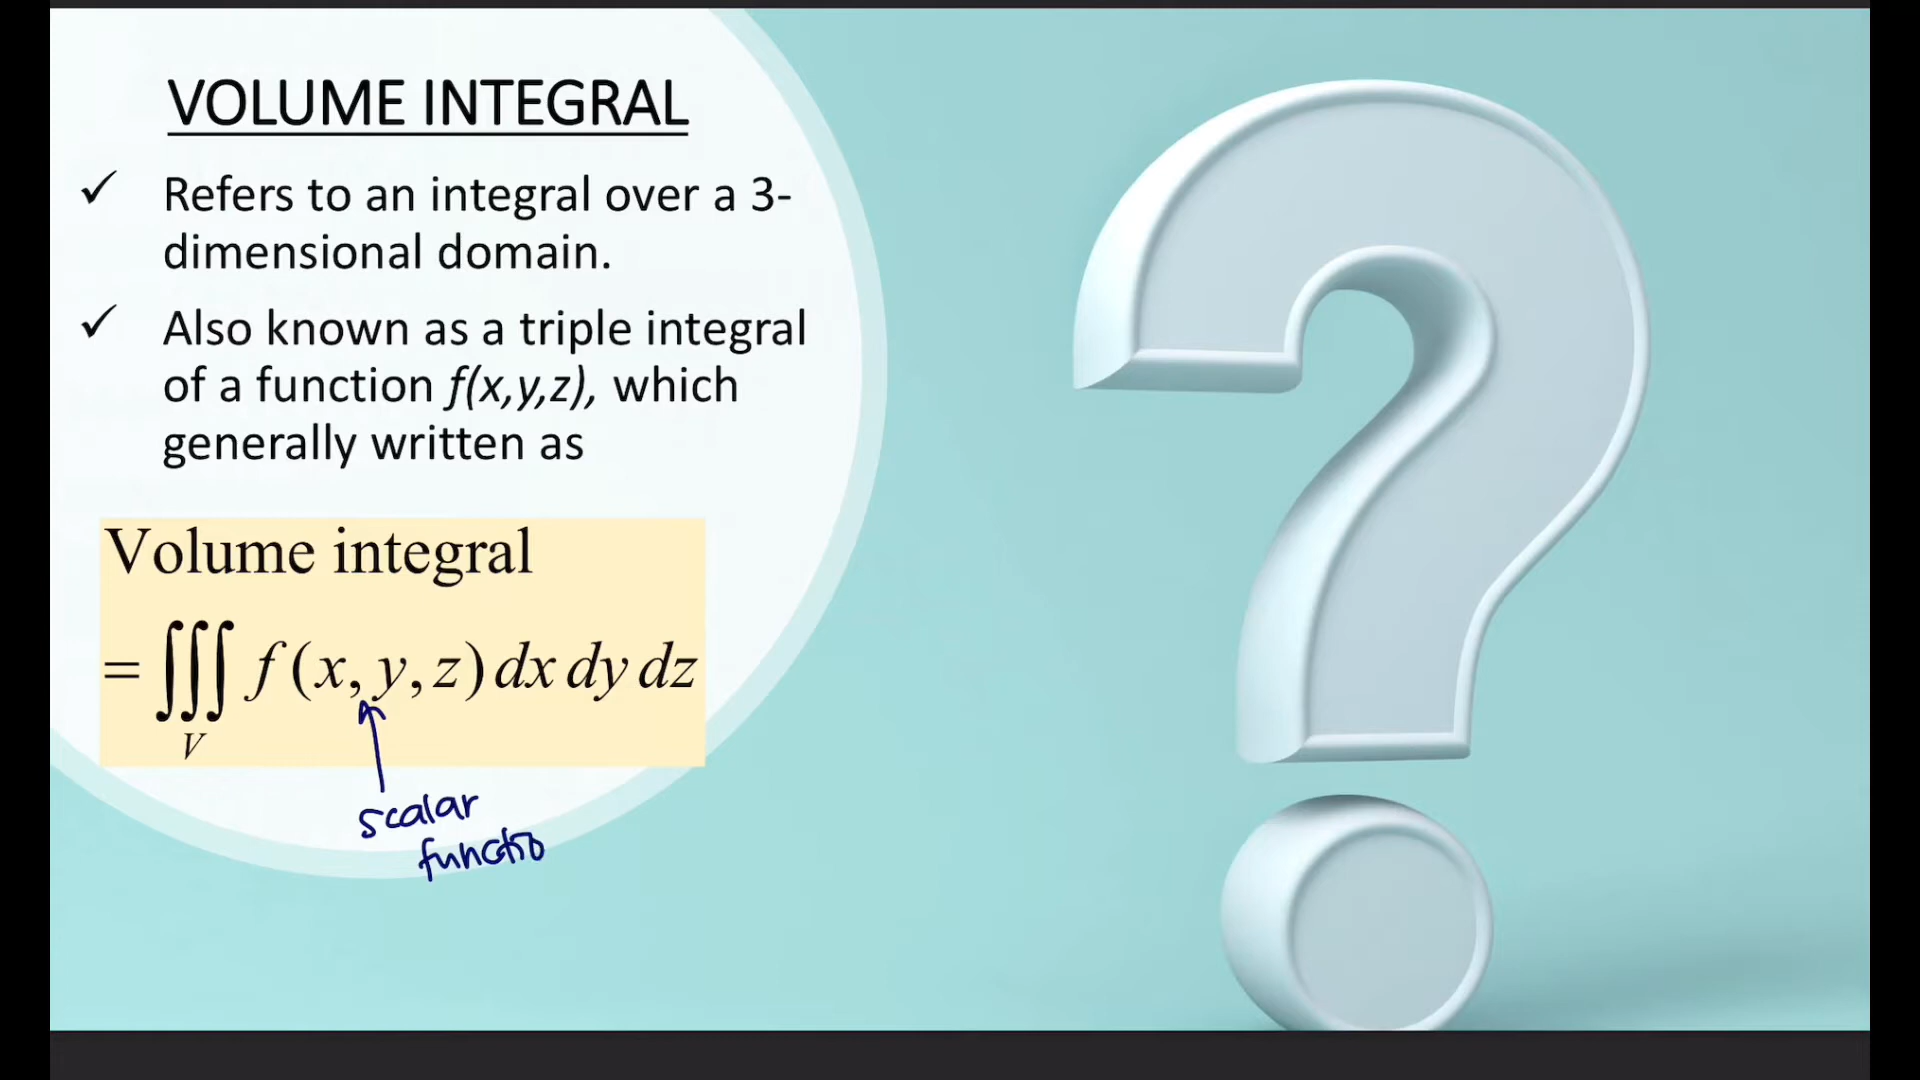 VOLUME INTEGRAL
✓ Refers to an integral over a 3-
dimensional domain.
✓ Also known as a triple integral
of a function f(x,y,z), which
generally written as
Volume integral
= ∭ f(x, y, z) dx dy dz
V
scalar
functio